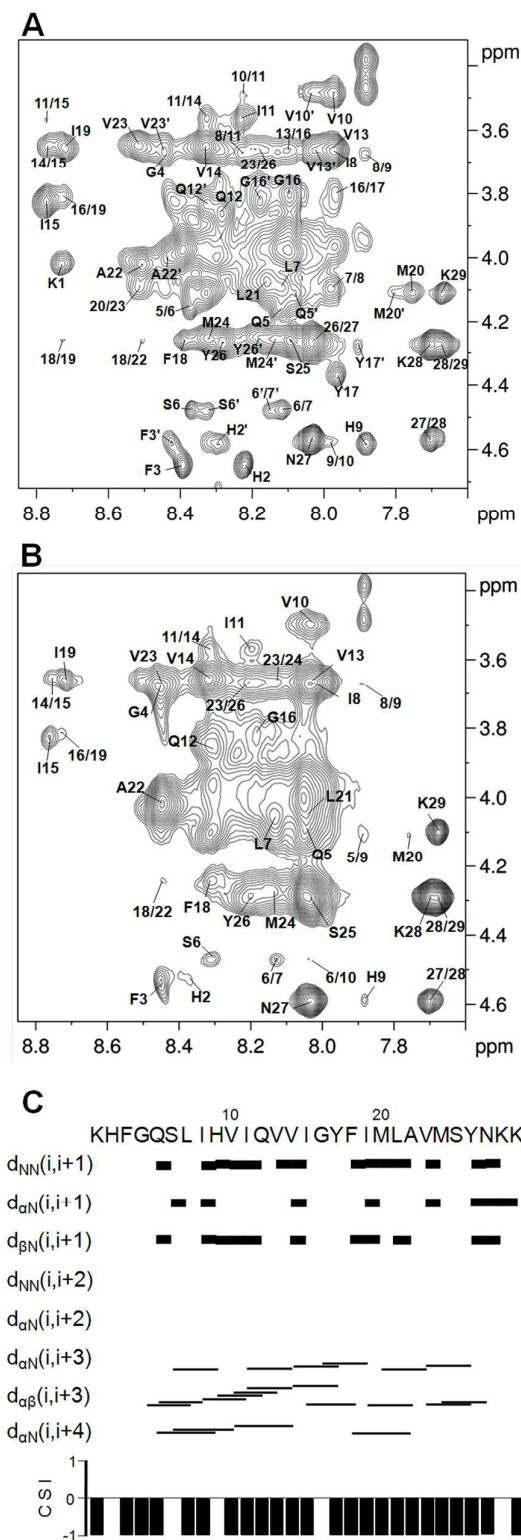 A
ppm
10/11
11/15
11/14
I11
V10'
V10
V23
V23'
I19
8/11
13/16
V13
3.6
14/15
G4
V14
23/26
V13'
I8
8/9
Q12'
Q12
G16'
G16
16/17
3.8
I15
16/19
K1
A22
A22'
L7
7/8
4.0
M20
K29
20/23
5/6
L21
Q5
Q5'
M20'
4.2
M24
26/27
18/19
18/22
F18
Y26
Y26'
M24'
S25
Y17'
K28
28/29
Y17
4.4
S6
S6'
6'/7'
6/7
F3'
H2'
H9
27/28
F3
H2
N27
9/10
4.6
8.8 8.6 8.4 8.2 8.0 7.8 ppm
B
ppm
V10
11/14
I11
V23
V14
23/24
V13
3.6
I19
14/15
G4
23/26
I8
8/9
G16
I15
16/19
Q12
3.8
A22
L21
K29
4.0
L7
Q5
5/9
M20
18/22
F18
4.2
Y26
M24
S25
K28
28/29
S6
4.4
F3
H2
6/7
6/10
H9
27/28
N27
4.6
8.8 8.6 8.4 8.2 8.0 7.8 ppm
C
10 20
KHFGQSLIHVIQVVIGYFIMLAVMSYNKK
dNN(i,i+1)
dαN(i,i+1)
dβN(i,i+1)
dNN(i,i+2)
dαN(i,i+2)
dαN(i,i+3)
dαβ(i,i+3)
dαN(i,i+4)
CSI
1
0
-1